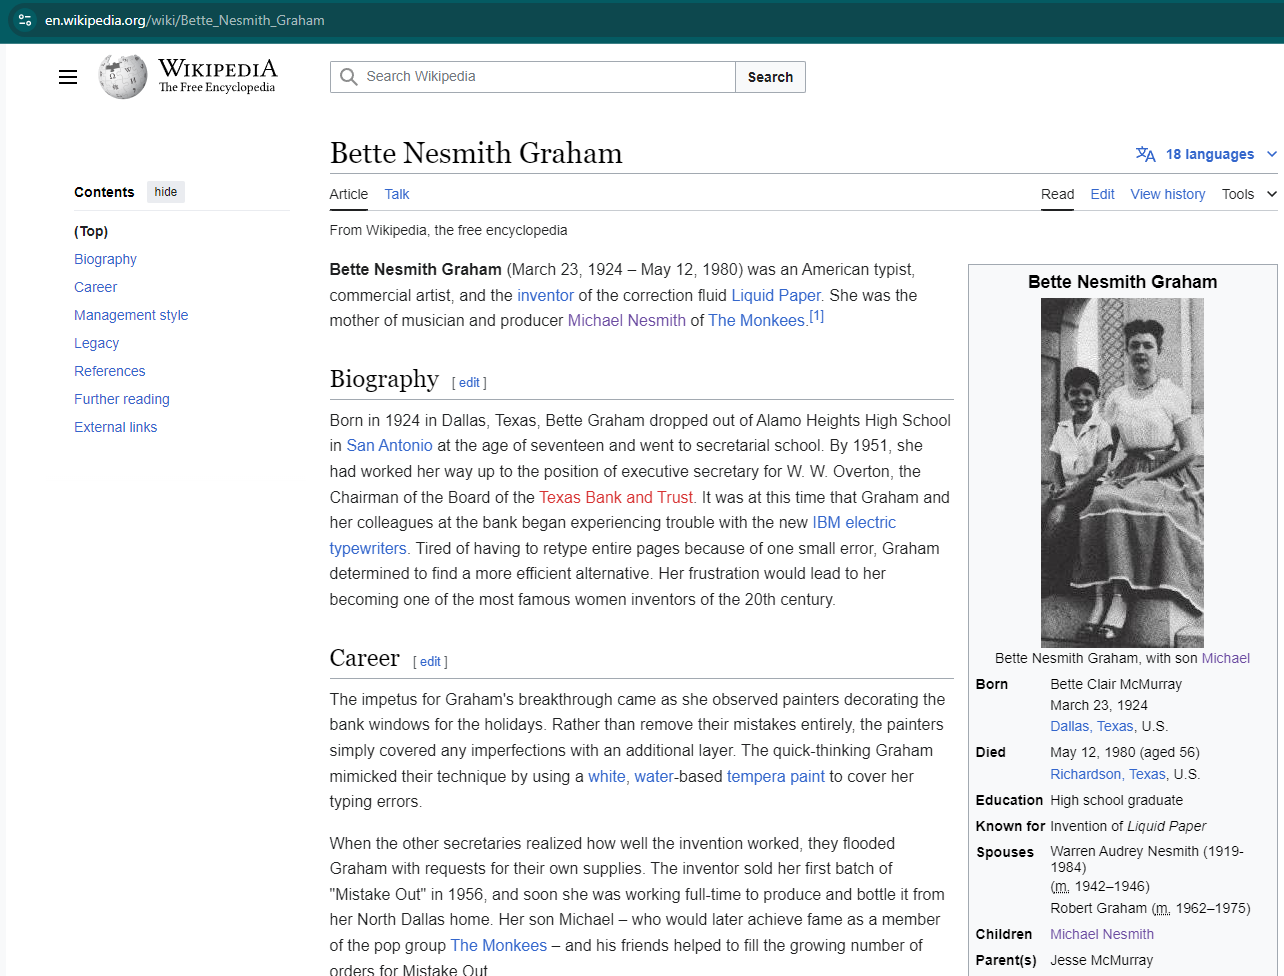 en.wikipedia.org/wiki/Bette_Nesmith_Graham
WIKIPEDIA
The Free Encyclopedia
Search Wikipedia
Search
Bette Nesmith Graham
18 languages
Contents
hide
(Top)
Biography
Career
Management style
Legacy
References
Further reading
External links
Article
Talk
Read
Edit
View history
Tools
From Wikipedia, the free encyclopedia
Bette Nesmith Graham (March 23, 1924 – May 12, 1980) was an American typist,
commercial artist, and the inventor of the correction fluid Liquid Paper. She was the
mother of musician and producer Michael Nesmith of The Monkees.[1]
Biography [ edit ]
Born in 1924 in Dallas, Texas, Bette Graham dropped out of Alamo Heights High School
in San Antonio at the age of seventeen and went to secretarial school. By 1951, she
had worked her way up to the position of executive secretary for W. W. Overton, the
Chairman of the Board of the Texas Bank and Trust. It was at this time that Graham and
her colleagues at the bank began experiencing trouble with the new IBM electric
typewriters. Tired of having to retype entire pages because of one small error, Graham
determined to find a more efficient alternative. Her frustration would lead to her
becoming one of the most famous women inventors of the 20th century.
Career [ edit ]
The impetus for Graham's breakthrough came as she observed painters decorating the
bank windows for the holidays. Rather than remove their mistakes entirely, the painters
simply covered any imperfections with an additional layer. The quick-thinking Graham
mimicked their technique by using a white, water-based tempera paint to cover her
typing errors.
When the other secretaries realized how well the invention worked, they flooded
Graham with requests for their own supplies. The inventor sold her first batch of
"Mistake Out" in 1956, and soon she was working full-time to produce and bottle it from
her North Dallas home. Her son Michael – who would later achieve fame as a member
of the pop group The Monkees – and his friends helped to fill the growing number of
orders for Mistake Out
Bette Nesmith Graham
Bette Nesmith Graham, with son Michael
Born Bette Clair McMurray
March 23, 1924
Dallas, Texas, U.S.
Died May 12, 1980 (aged 56)
Richardson, Texas, U.S.
Education High school graduate
Known for Invention of Liquid Paper
Spouses Warren Audrey Nesmith (1919-
1984)
(m. 1942–1946)
Robert Graham (m. 1962–1975)
Children Michael Nesmith
Parent(s) Jesse McMurray